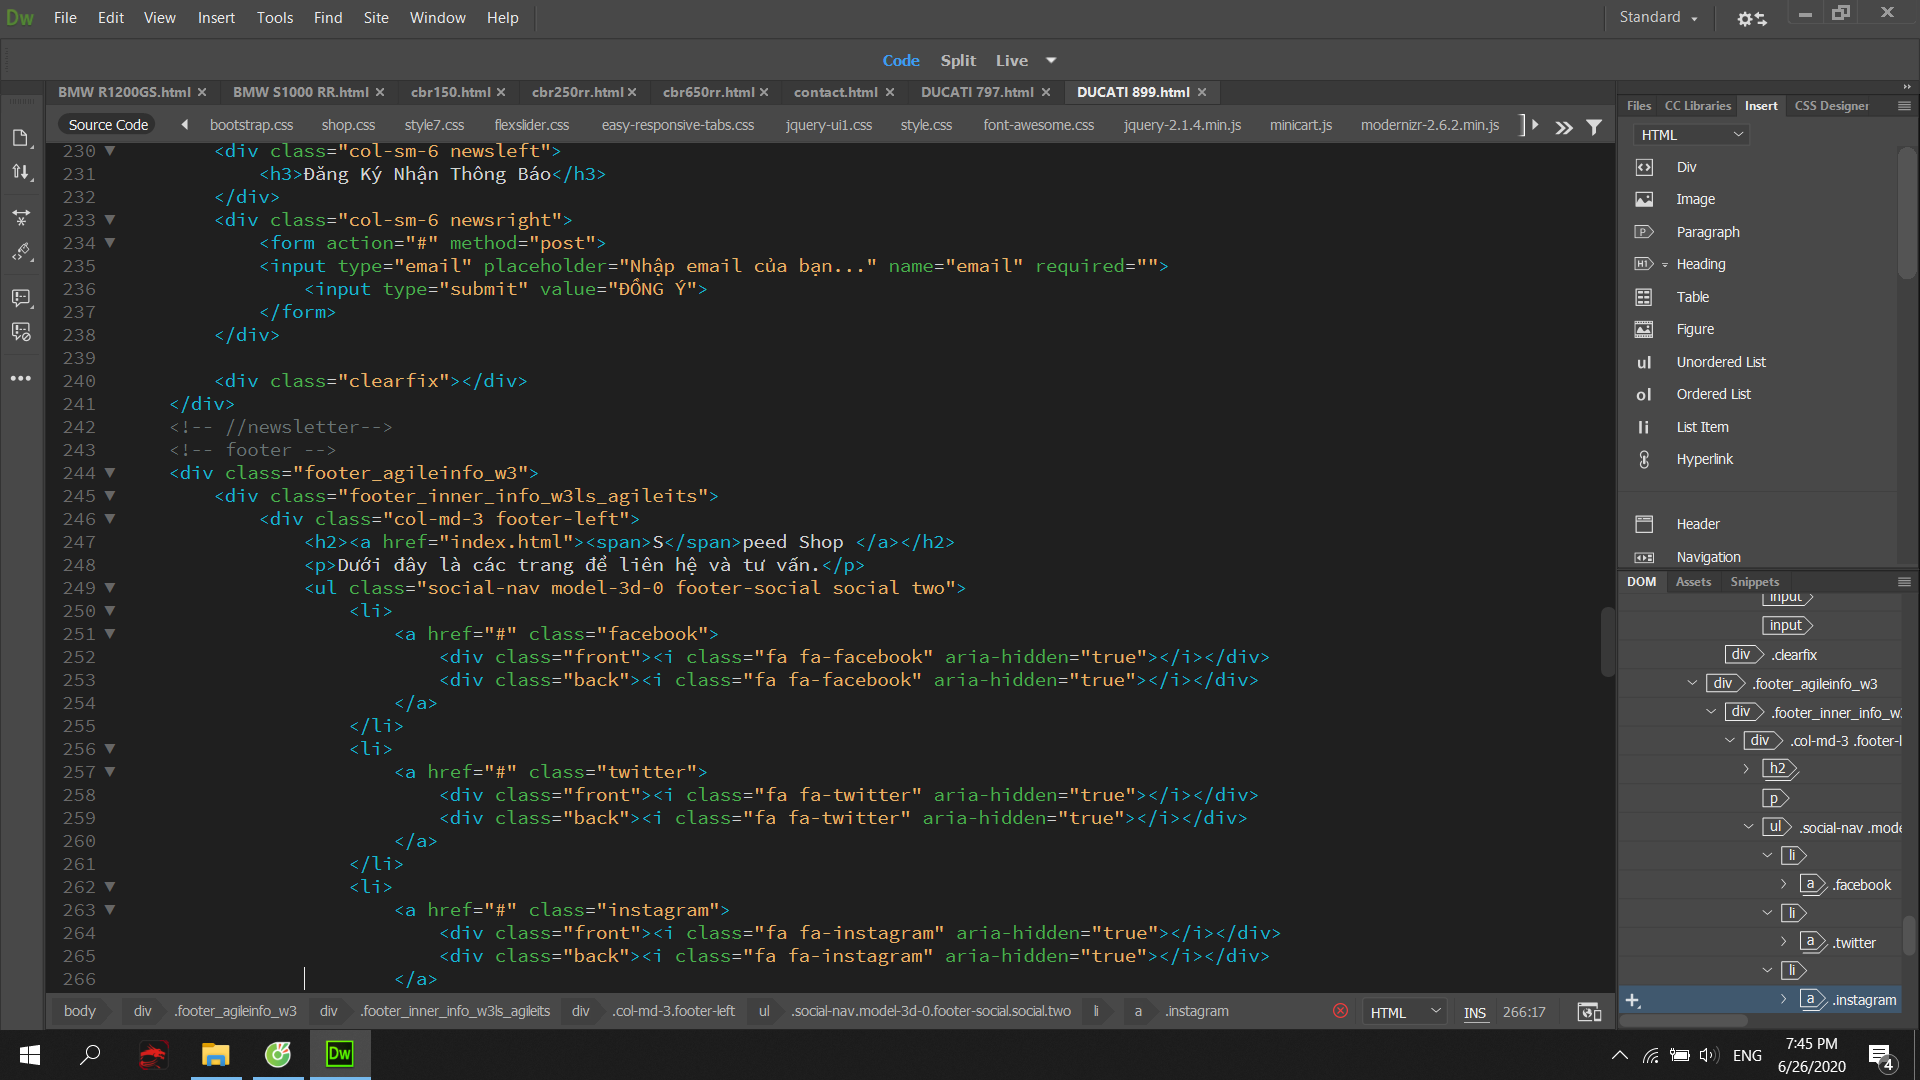 Dw File Edit View Insert Tools Find Site Window Help Standard
Code Split Live
BMW R1200GS.html BMW S1000 RR.html cbr150.html cbr250rr.html cbr650rr.html contact.html DUCATI 797.html DUCATI 899.html
Source Code bootstrap.css shop.css style7.css flexslider.css easy-responsive-tabs.css jquery-ui1.css style.css font-awesome.css jquery-2.1.4.min.js minicart.js modernizr-2.6.2.min.js
230 <div class="col-sm-6 newsleft">
231 <h3>Đăng Ký Nhận Thông Báo</h3>
232 </div>
233 <div class="col-sm-6 newsright">
234 <form action="#" method="post">
235 <input type="email" placeholder="Nhập email của bạn..." name="email" required="">
236 <input type="submit" value="ĐỒNG Ý">
237 </form>
238 </div>
239
240 <div class="clearfix"></div>
241 </div>
242 <!-- //newsletter-->
243 <!-- footer -->
244 <div class="footer_agileinfo_w3">
245 <div class="footer_inner_info_w3ls_agileits">
246 <div class="col-md-3 footer-left">
247 <h2><a href="index.html"><span>S</span>peed Shop </a></h2>
248 <p>Dưới đây là các trang để liên hệ và tư vấn.</p>
249 <ul class="social-nav model-3d-0 footer-social social two">
250 <li>
251 <a href="#" class="facebook">
252 <div class="front"><i class="fa fa-facebook" aria-hidden="true"></i></div>
253 <div class="back"><i class="fa fa-facebook" aria-hidden="true"></i></div>
254 </a>
255 </li>
256 <li>
257 <a href="#" class="twitter">
258 <div class="front"><i class="fa fa-twitter" aria-hidden="true"></i></div>
259 <div class="back"><i class="fa fa-twitter" aria-hidden="true"></i></div>
260 </a>
261 </li>
262 <li>
263 <a href="#" class="instagram">
264 <div class="front"><i class="fa fa-instagram" aria-hidden="true"></i></div>
265 <div class="back"><i class="fa fa-instagram" aria-hidden="true"></i></div>
266 </a>
body div .footer_agileinfo_w3 div .footer_inner_info_w3ls_agileits div .col-md-3.footer-left ul .social-nav.model-3d-0.footer-social.social.two li a .instagram HTML INS 266:17
Files CC Libraries Insert CSS Designer
HTML
Div
Image
P Paragraph
H1 Heading
Table
Figure
ul Unordered List
ol Ordered List
li List Item
Hyperlink
Header
Navigation
DOM Assets Snippets
input
input
div .clearfix
div .footer_agileinfo_w3
div .footer_inner_info_w
div .col-md-3 .footer-l
h2
p
ul .social-nav .mode
li
a .facebook
li
a .twitter
li
a .instagram
Dw
ENG
7:45 PM
6/26/2020
4